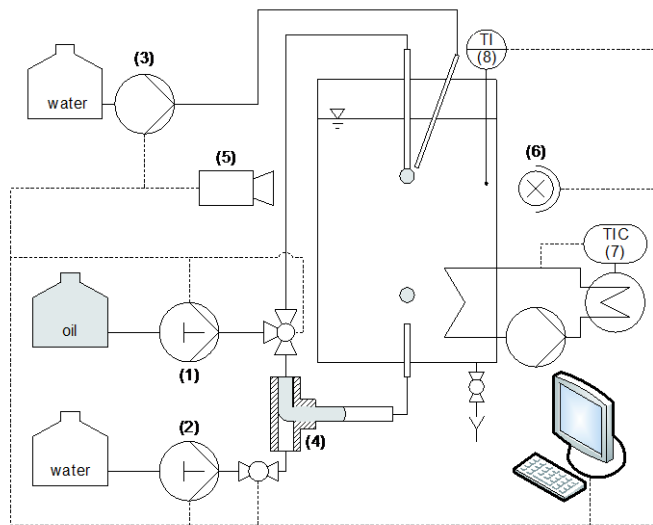 TI
(8)
(3)
water
(5)
(6)
TIC
(7)
oil
(1)
(2)
(4)
water